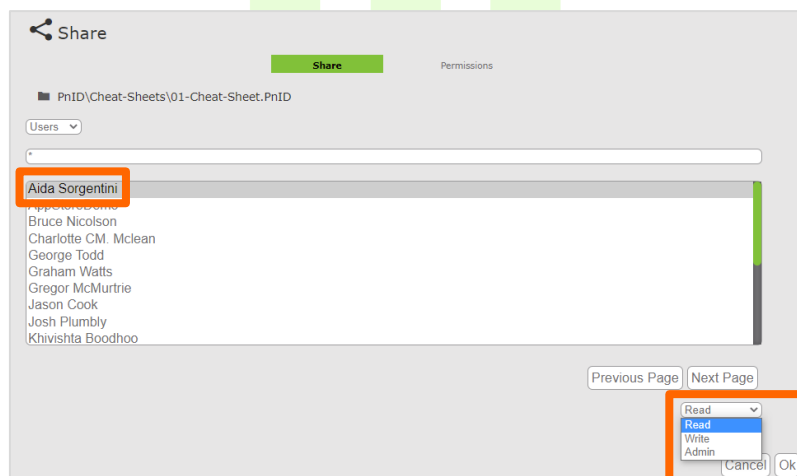 Share
Share Permissions
PnID\Cheat-Sheets\01-Cheat-Sheet.PnID
Users
*
Aida Sorgentini
AppStoreDemo
Bruce Nicolson
Charlotte CM. Mclean
George Todd
Graham Watts
Gregor McMurtrie
Jason Cook
Josh Plumbly
Khivishta Boodhoo
Previous Page Next Page
Read
Read
Write
Admin
Cancel Ok